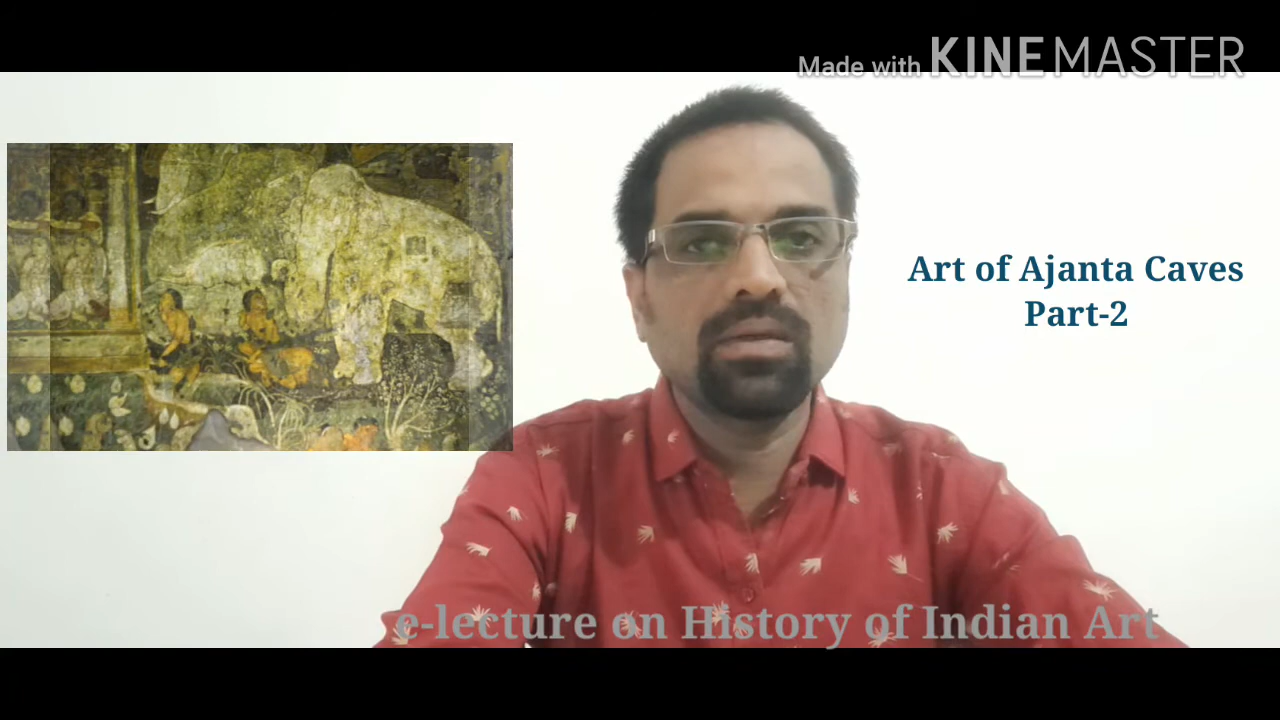 Made with KINEMASTER
Art of Ajanta Caves
Part-2
e-lecture on History of Indian Art